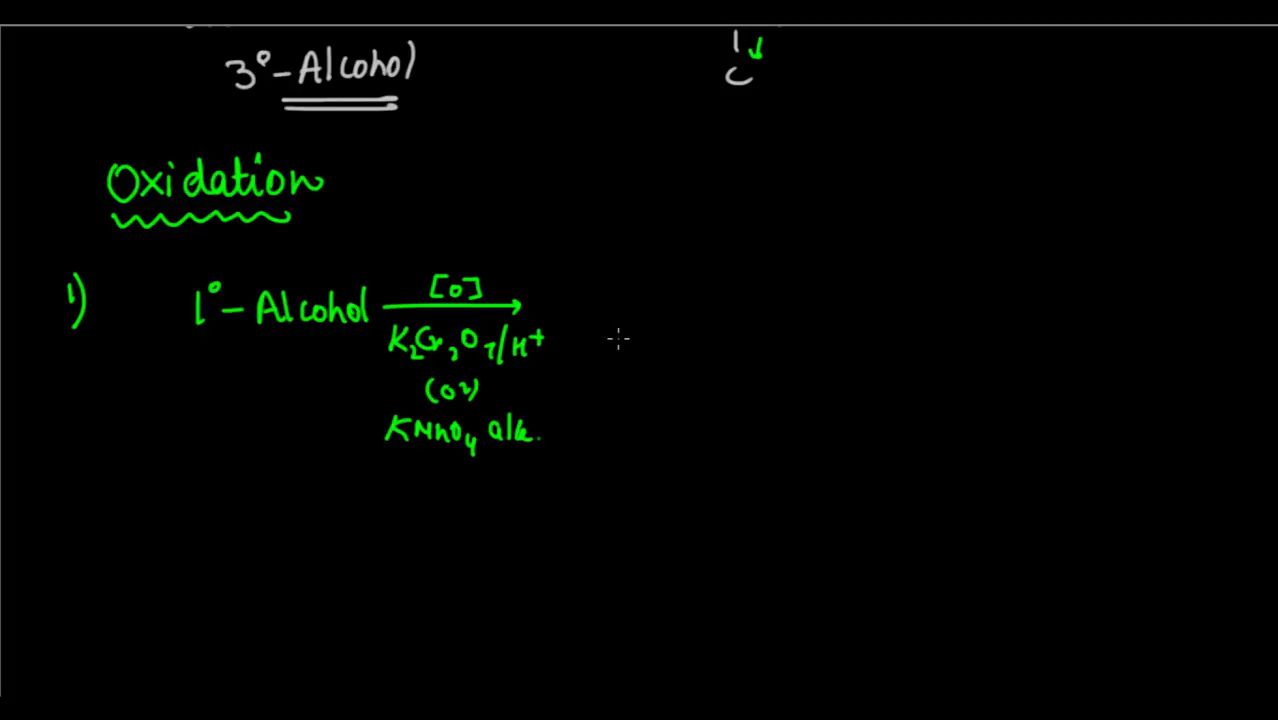 3°-Alcohol
C
Oxidation
1) 1°-Alcohol [O]
K₂Cr₂O₇/H⁺
(or)
KMnO₄ alk.